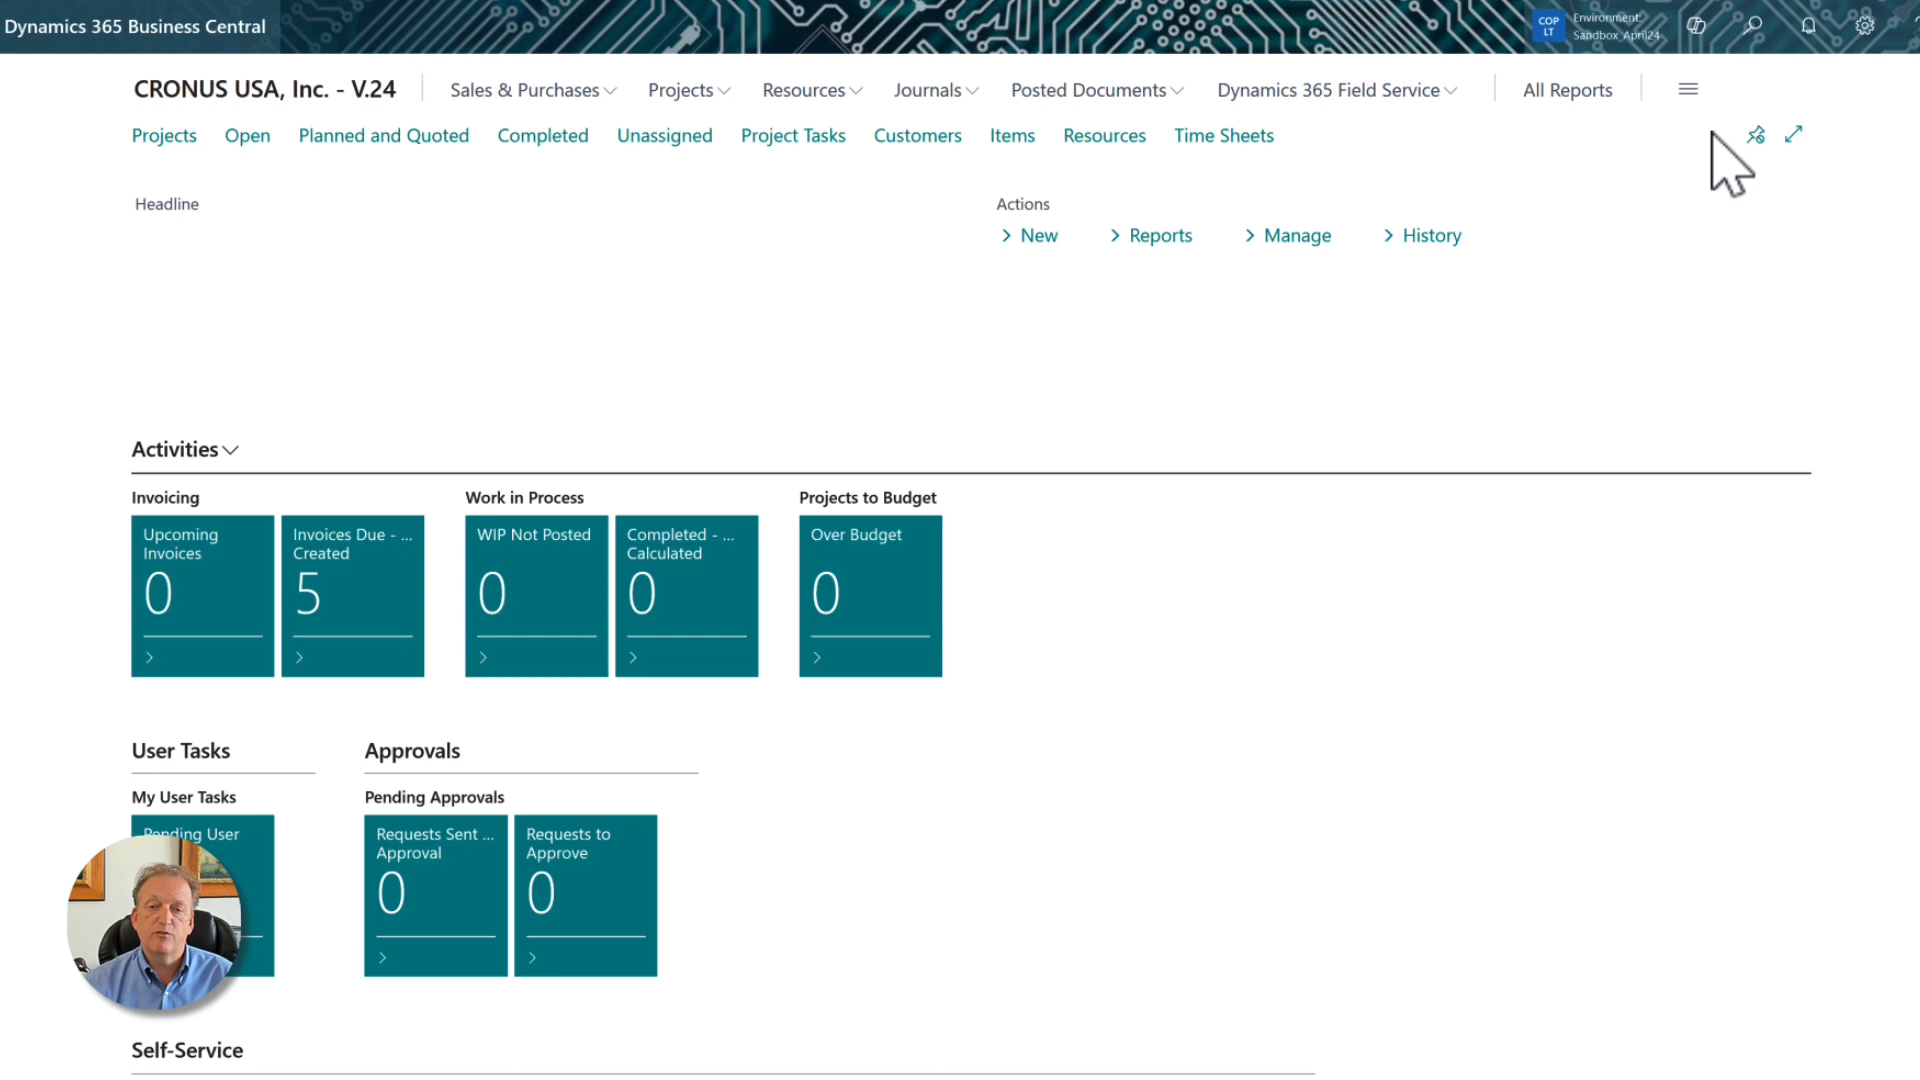 Dynamics 365 Business Central
COP
LT
Environment:
Sandbox_April24
CRONUS USA, Inc. - V.24
Sales & Purchases
Projects
Resources
Journals
Posted Documents
Dynamics 365 Field Service
All Reports
Projects
Open
Planned and Quoted
Completed
Unassigned
Project Tasks
Customers
Items
Resources
Time Sheets
Headline
Actions
New
Reports
Manage
History
Activities
Invoicing
Work in Process
Projects to Budget
Upcoming
Invoices
0
Invoices Due - ...
Created
5
WIP Not Posted
0
Completed - ...
Calculated
0
Over Budget
0
User Tasks
Approvals
My User Tasks
Pending Approvals
Pending User
Requests Sent ...
Approval
0
Requests to
Approve
0
Self-Service